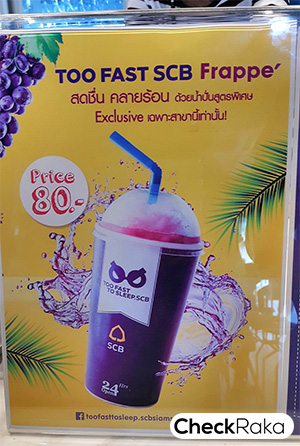 TOO FAST SCB Frappe'
สดชื่น คลายร้อน ด้วยน้ำปั่นสูตรพิเศษ
Exclusive เฉพาะสาขานี้เท่านั้น!
Price
80.-
TOO FAST
TO SLEEP.SCB
SCB
24 Hrs
Open
toofasttosleep.scbsiam
CheckRaka